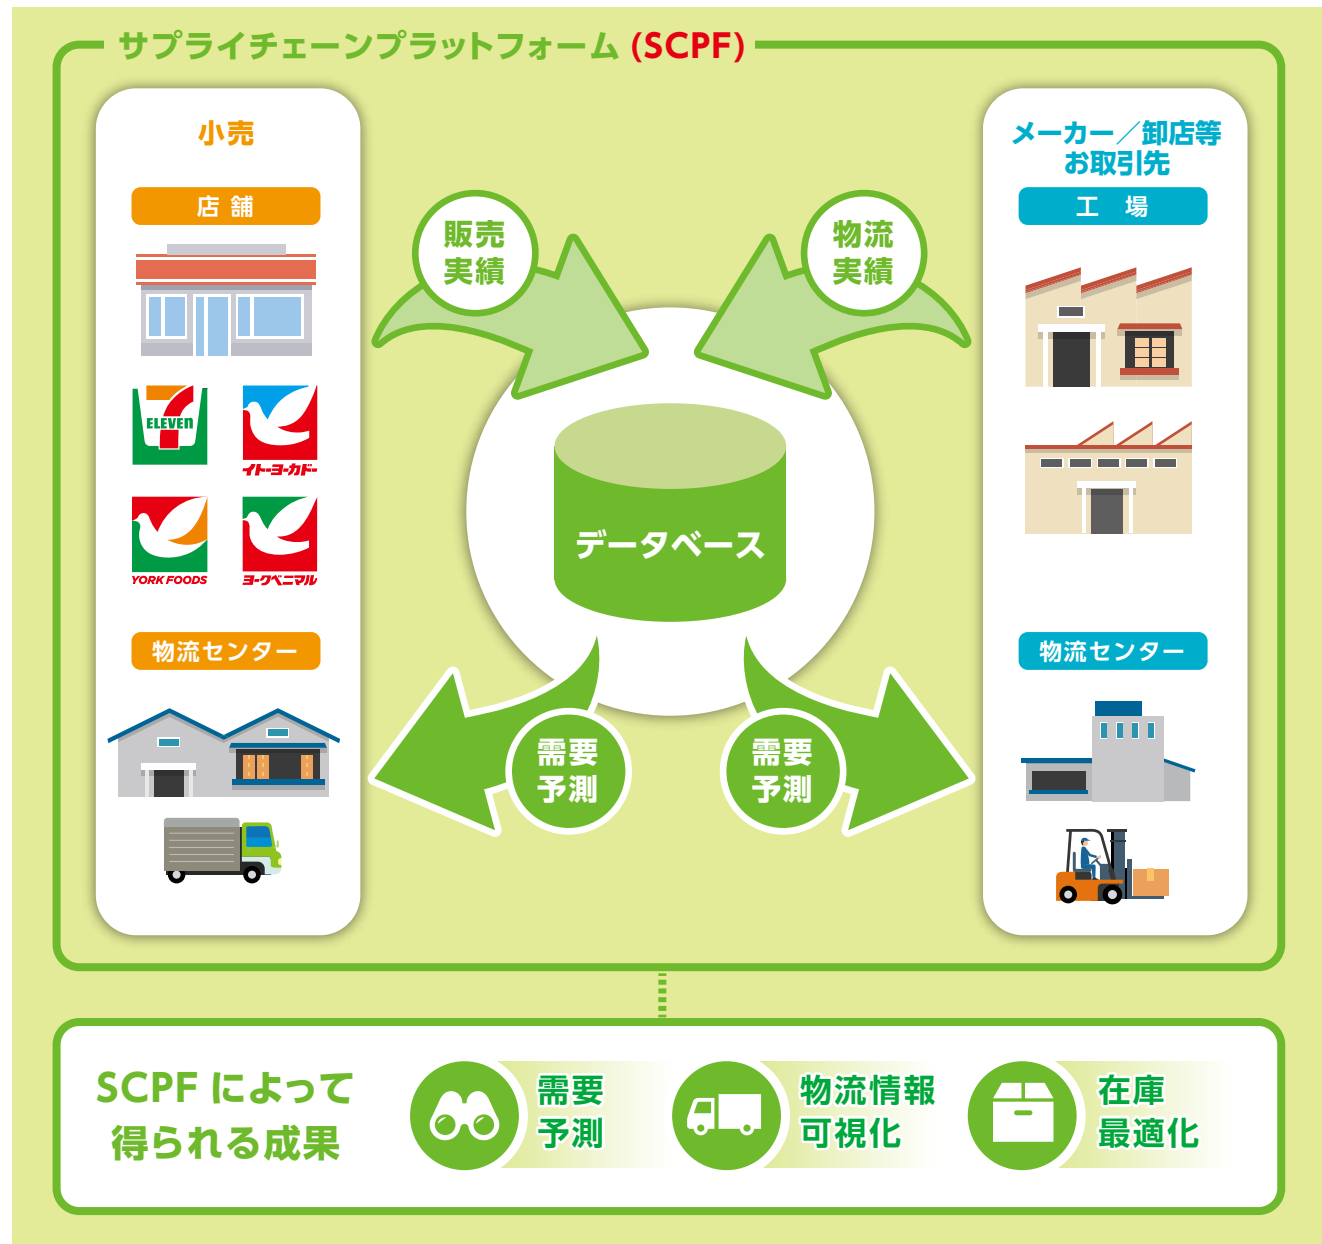 サプライチェーンプラットフォーム (SCPF)
小売
店舗
ELEVEN
イトーヨーカドー
YORK FOODS
ヨークベニマル
物流センター
販売
実績
物流
実績
データベース
需要
予測
需要
予測
メーカー／卸店等
お取引先
工場
物流センター
SCPFによって
得られる成果
需要
予測
物流情報
可視化
在庫
最適化